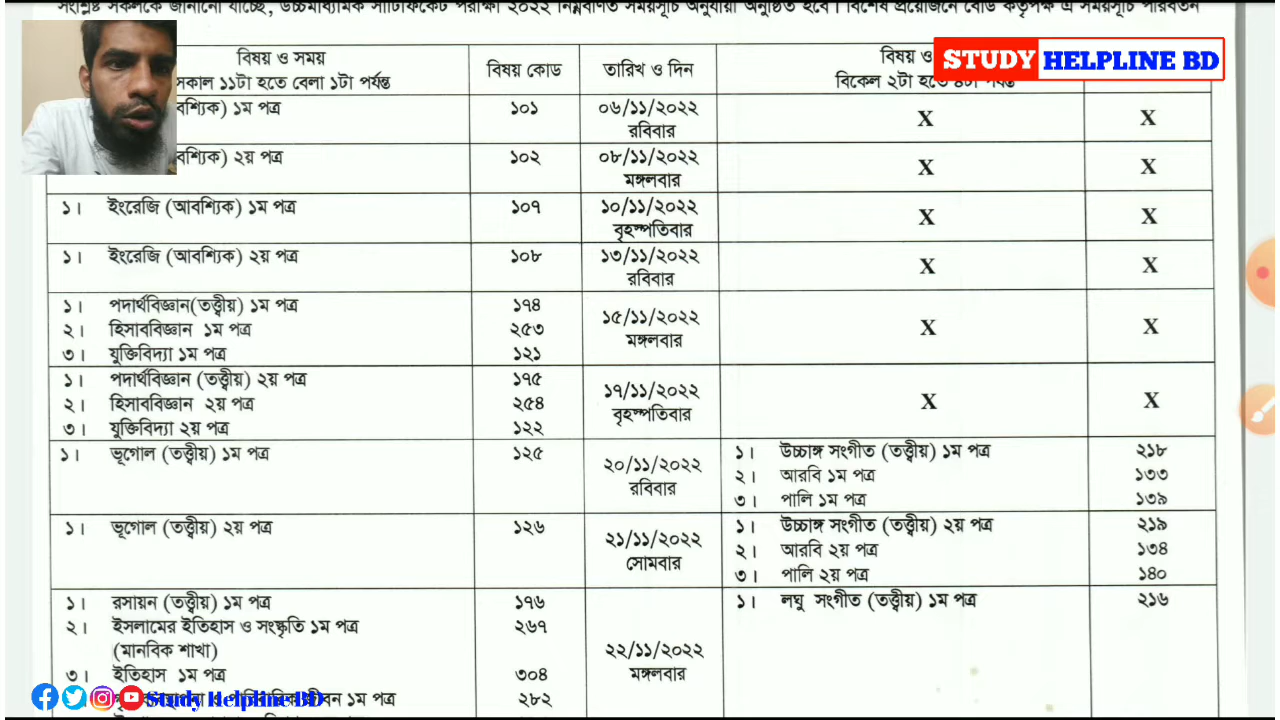 সংশ্লিষ্ট সকলকে জানানো যাচ্ছে, উচ্চমাধ্যমিক সার্টিফিকেট পরীক্ষা ২০২২ নিম্নবর্ণিত সময়সূচি অনুযায়ী অনুষ্ঠিত হবে। বিশেষ প্রয়োজনে বোর্ড কর্তৃপক্ষ এ সময়সূচি পরিবর্তন
STUDY HELPLINE BD
বিষয় ও সময় বিষয় কোড তারিখ ও দিন বিষয় ও
সকাল ১১টা হতে বেলা ১টা পর্যন্ত বিকেল ২টা হতে ৪টা পর্যন্ত
বশ্যিক) ১ম পত্র ১০১ ০৬/১১/২০২২ X X
রবিবার
বশ্যিক) ২য় পত্র ১০২ ০৮/১১/২০২২ X X
মঙ্গলবার
১। ইংরেজি (আবশ্যিক) ১ম পত্র ১০৭ ১০/১১/২০২২ X X
বৃহস্পতিবার
১। ইংরেজি (আবশ্যিক) ২য় পত্র ১০৮ ১৩/১১/২০২২ X X
রবিবার
১। পদার্থবিজ্ঞান(তত্ত্বীয়) ১ম পত্র ১৭৪ ১৫/১১/২০২২ X X
২। হিসাববিজ্ঞান ১ম পত্র ২৫৩ মঙ্গলবার
৩। যুক্তিবিদ্যা ১ম পত্র ১২১
১। পদার্থবিজ্ঞান (তত্ত্বীয়) ২য় পত্র ১৭৫ ১৭/১১/২০২২ X X
২। হিসাববিজ্ঞান ২য় পত্র ২৫৪ বৃহস্পতিবার
৩। যুক্তিবিদ্যা ২য় পত্র ১২২
১। ভূগোল (তত্ত্বীয়) ১ম পত্র ১২৫ ২০/১১/২০২২ ১। উচ্চাঙ্গ সংগীত (তত্ত্বীয়) ১ম পত্র ২১৮
রবিবার ২। আরবি ১ম পত্র ১৩৩
৩। পালি ১ম পত্র ১৩৯
১। ভূগোল (তত্ত্বীয়) ২য় পত্র ১২৬ ২১/১১/২০২২ ১। উচ্চাঙ্গ সংগীত (তত্ত্বীয়) ২য় পত্র ২১৯
সোমবার ২। আরবি ২য় পত্র ১৩৪
৩। পালি ২য় পত্র ১৪০
১। রসায়ন (তত্ত্বীয়) ১ম পত্র ১৭৬ ১। লঘু সংগীত (তত্ত্বীয়) ১ম পত্র ২১৬
২। ইসলামের ইতিহাস ও সংস্কৃতি ১ম পত্র ২৬৭
(মানবিক শাখা) ২২/১১/২০২২
৩। ইতিহাস ১ম পত্র ৩০৪ মঙ্গলবার
জীবন ১ম পত্র ২৮২
Study Helpline BD